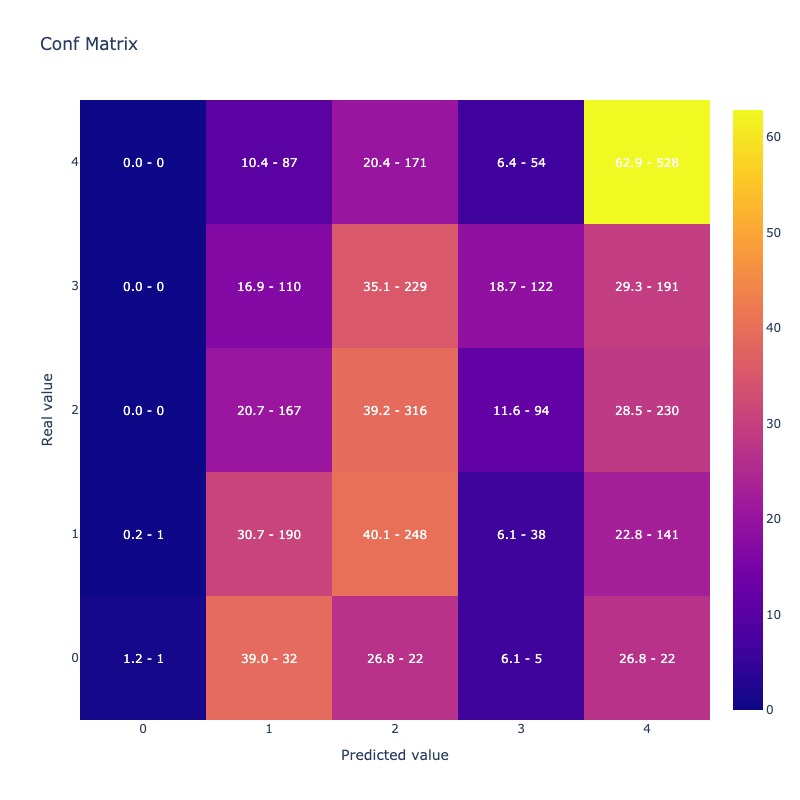 Conf Matrix
4 0.0 - 0 10.4 - 87 20.4 - 171 6.4 - 54 62.9 - 528
3 0.0 - 0 16.9 - 110 35.1 - 229 18.7 - 122 29.3 - 191
2 0.0 - 0 20.7 - 167 39.2 - 316 11.6 - 94 28.5 - 230
1 0.2 - 1 30.7 - 190 40.1 - 248 6.1 - 38 22.8 - 141
0 1.2 - 1 39.0 - 32 26.8 - 22 6.1 - 5 26.8 - 22
0 1 2 3 4
Predicted value
Real value
60
50
40
30
20
10
0